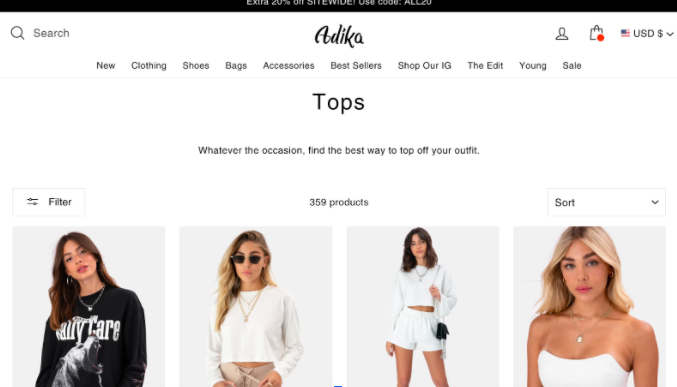 Extra 20% off SITEWIDE! Use code: ALL20
Search
Adika
USD $
New Clothing Shoes Bags Accessories Best Sellers Shop Our IG The Edit Young Sale
Tops
Whatever the occasion, find the best way to top off your outfit.
Filter
359 products
Sort